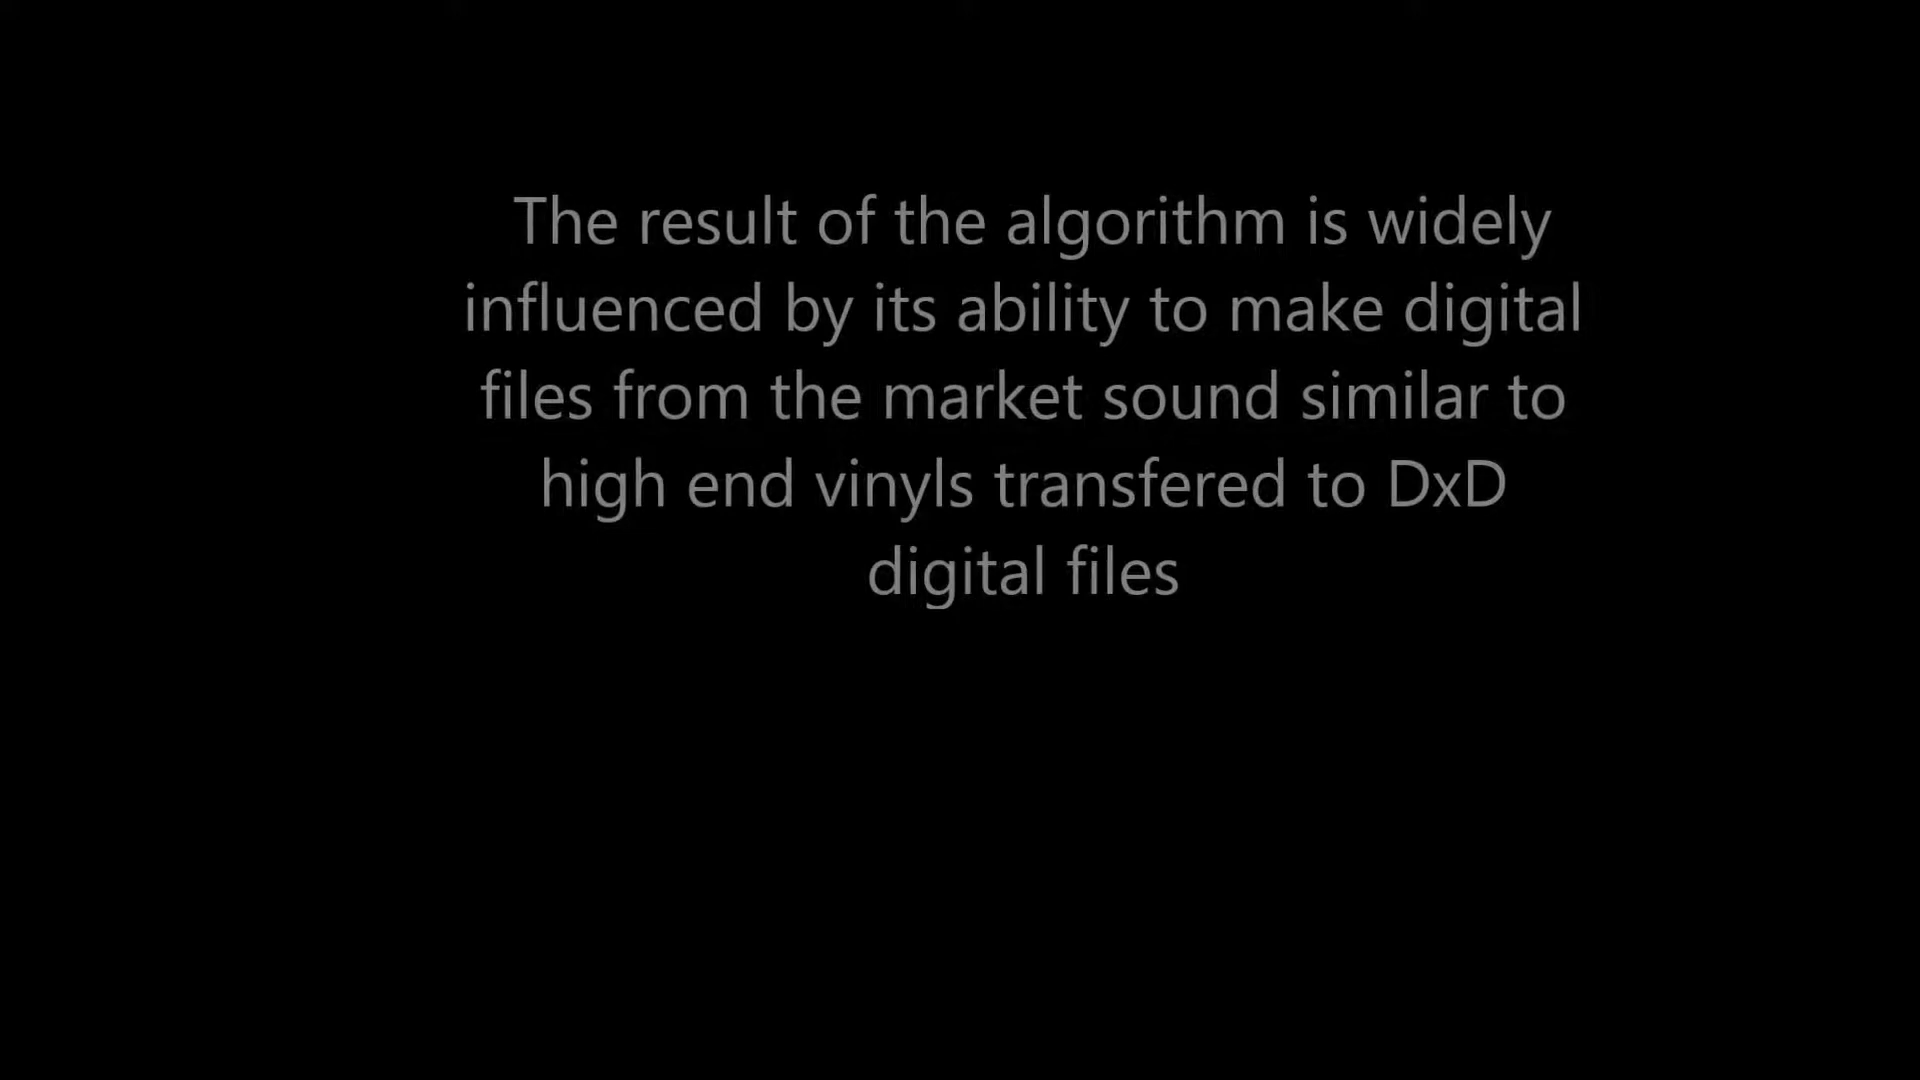 The result of the algorithm is widely
influenced by its ability to make digital
files from the market sound similar to
high end vinyls transfered to DxD
digital files